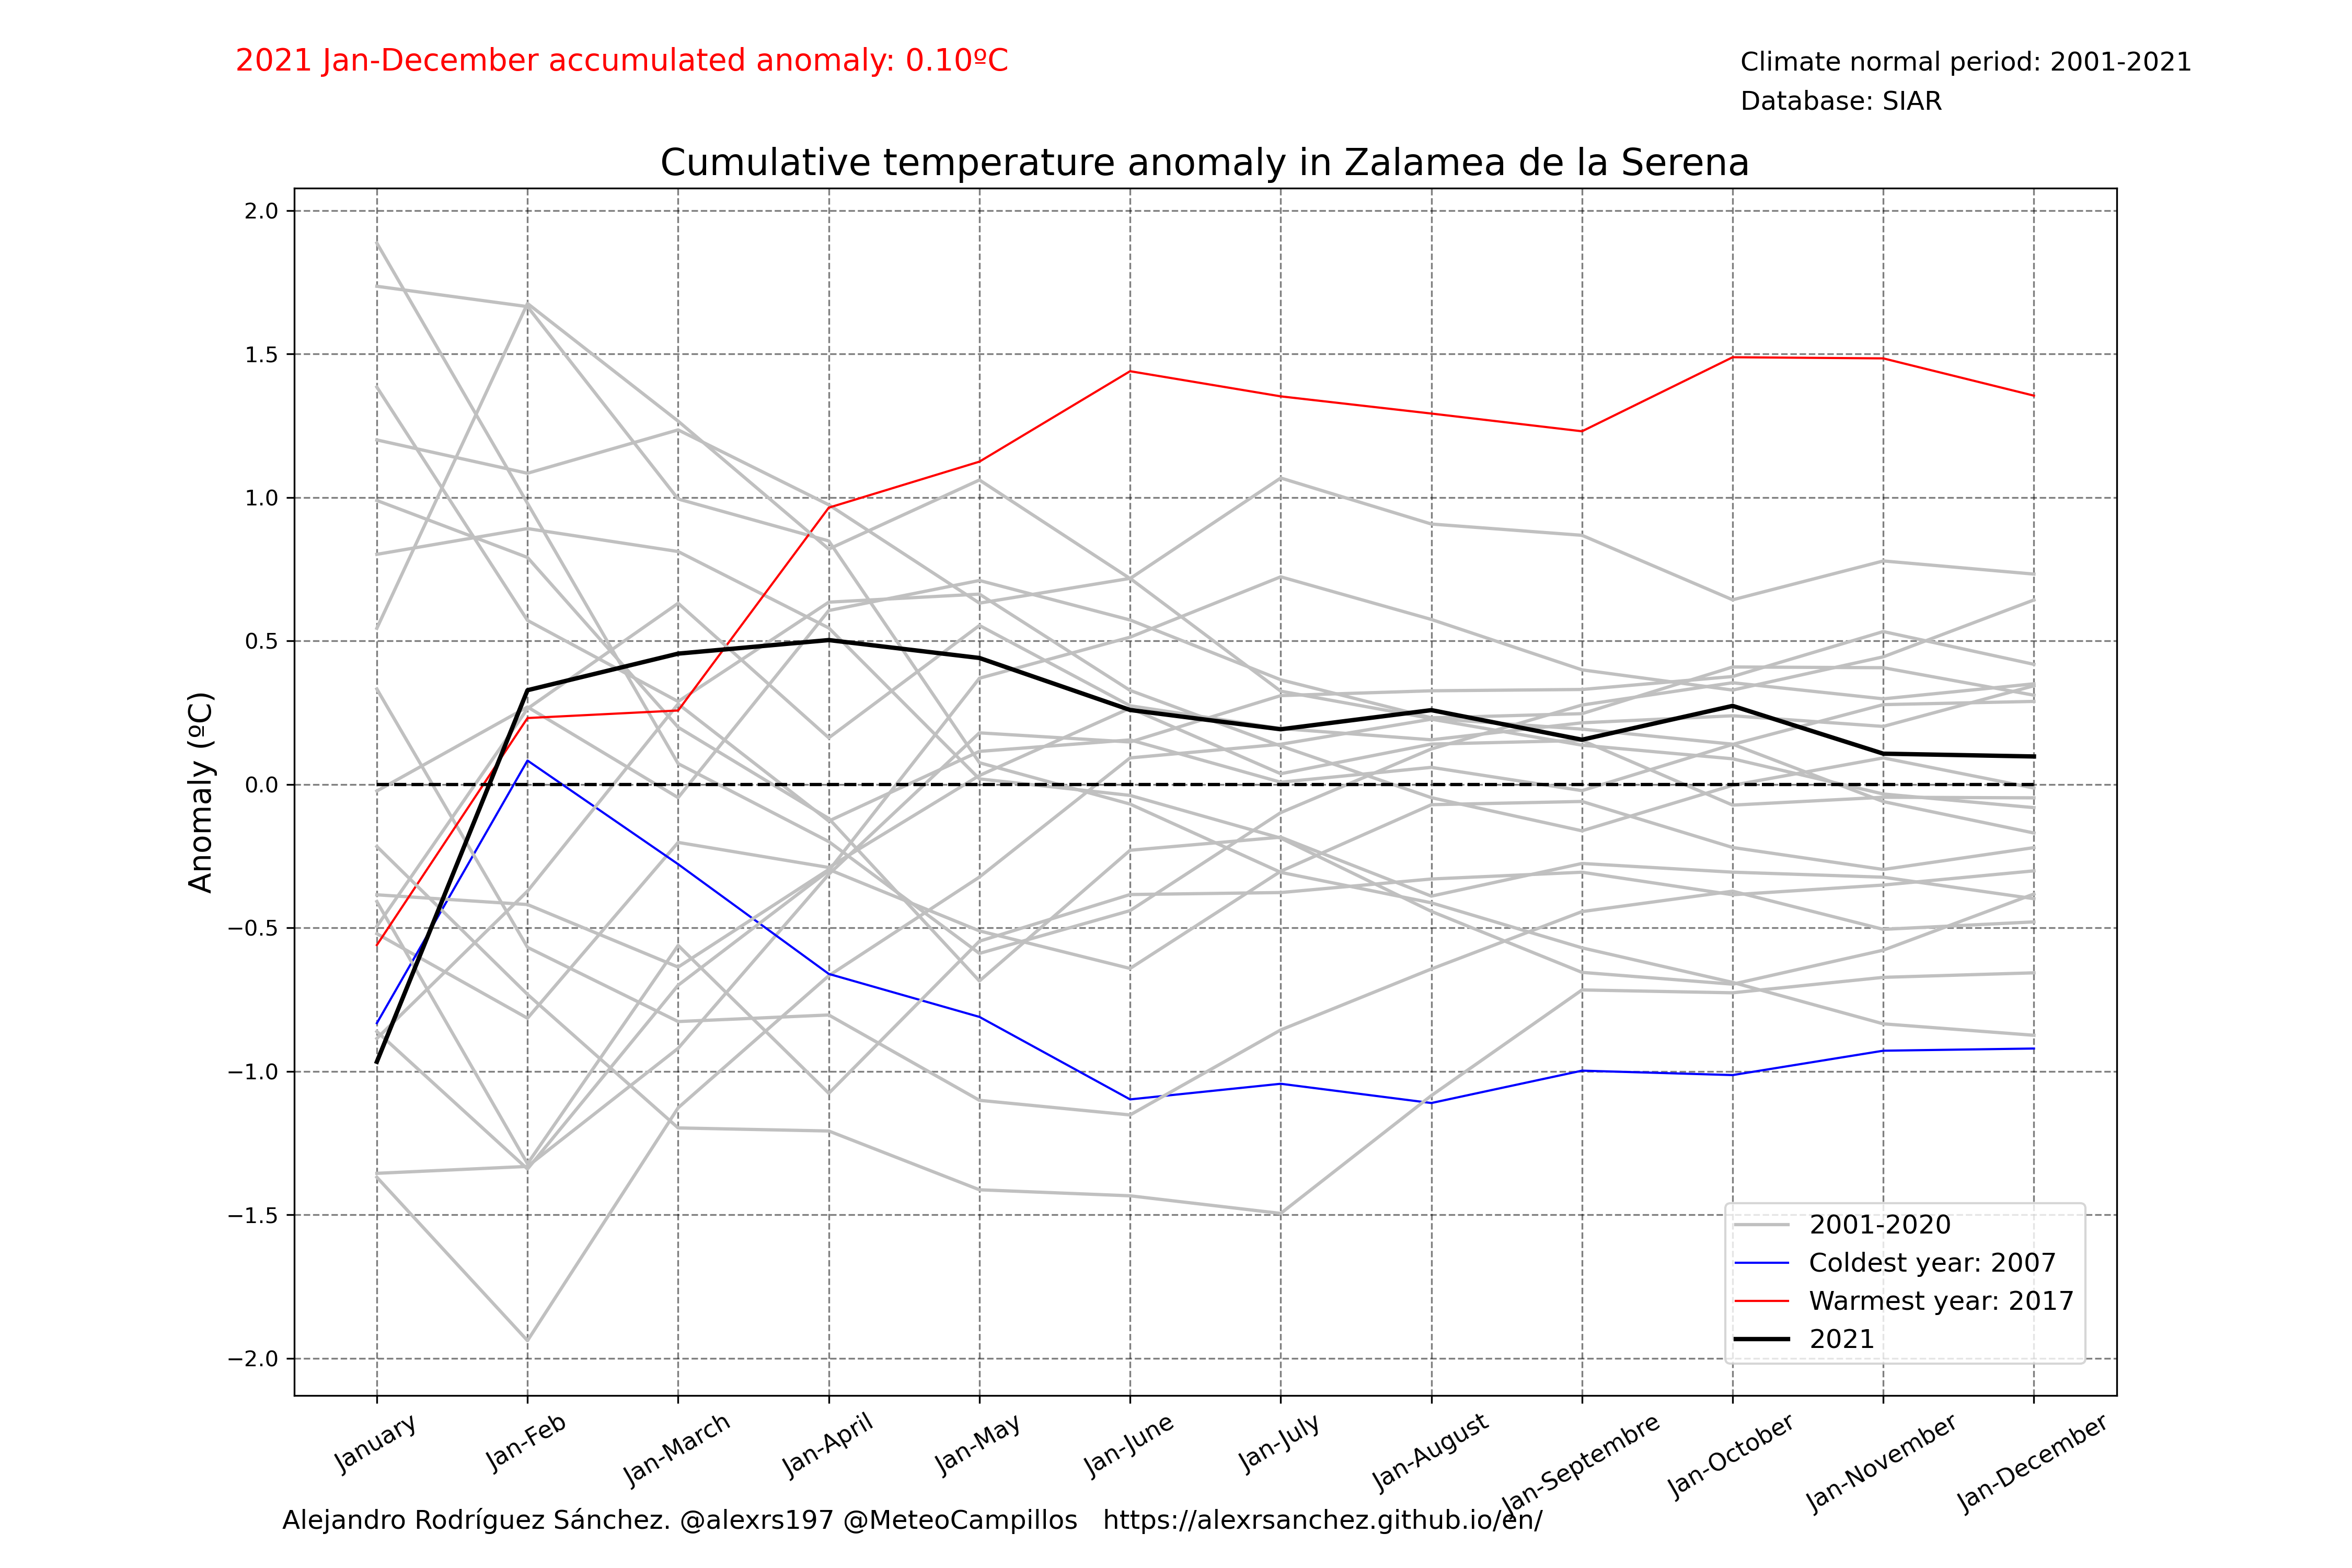 2021 Jan-December accumulated anomaly: 0.10ºC
Climate normal period: 2001-2021
Database: SIAR
Cumulative temperature anomaly in Zalamea de la Serena
Anomaly (ºC)
2.0
1.5
1.0
0.5
0.0
−0.5
−1.0
−1.5
−2.0
2001-2020
Coldest year: 2007
Warmest year: 2017
2021
January
Jan-Feb
Jan-March
Jan-April
Jan-May
Jan-June
Jan-July
Jan-August
Jan-Septembre
Jan-October
Jan-November
Jan-December
Alejandro Rodríguez Sánchez. @alexrs197 @MeteoCampillos https://alexrsanchez.github.io/en/